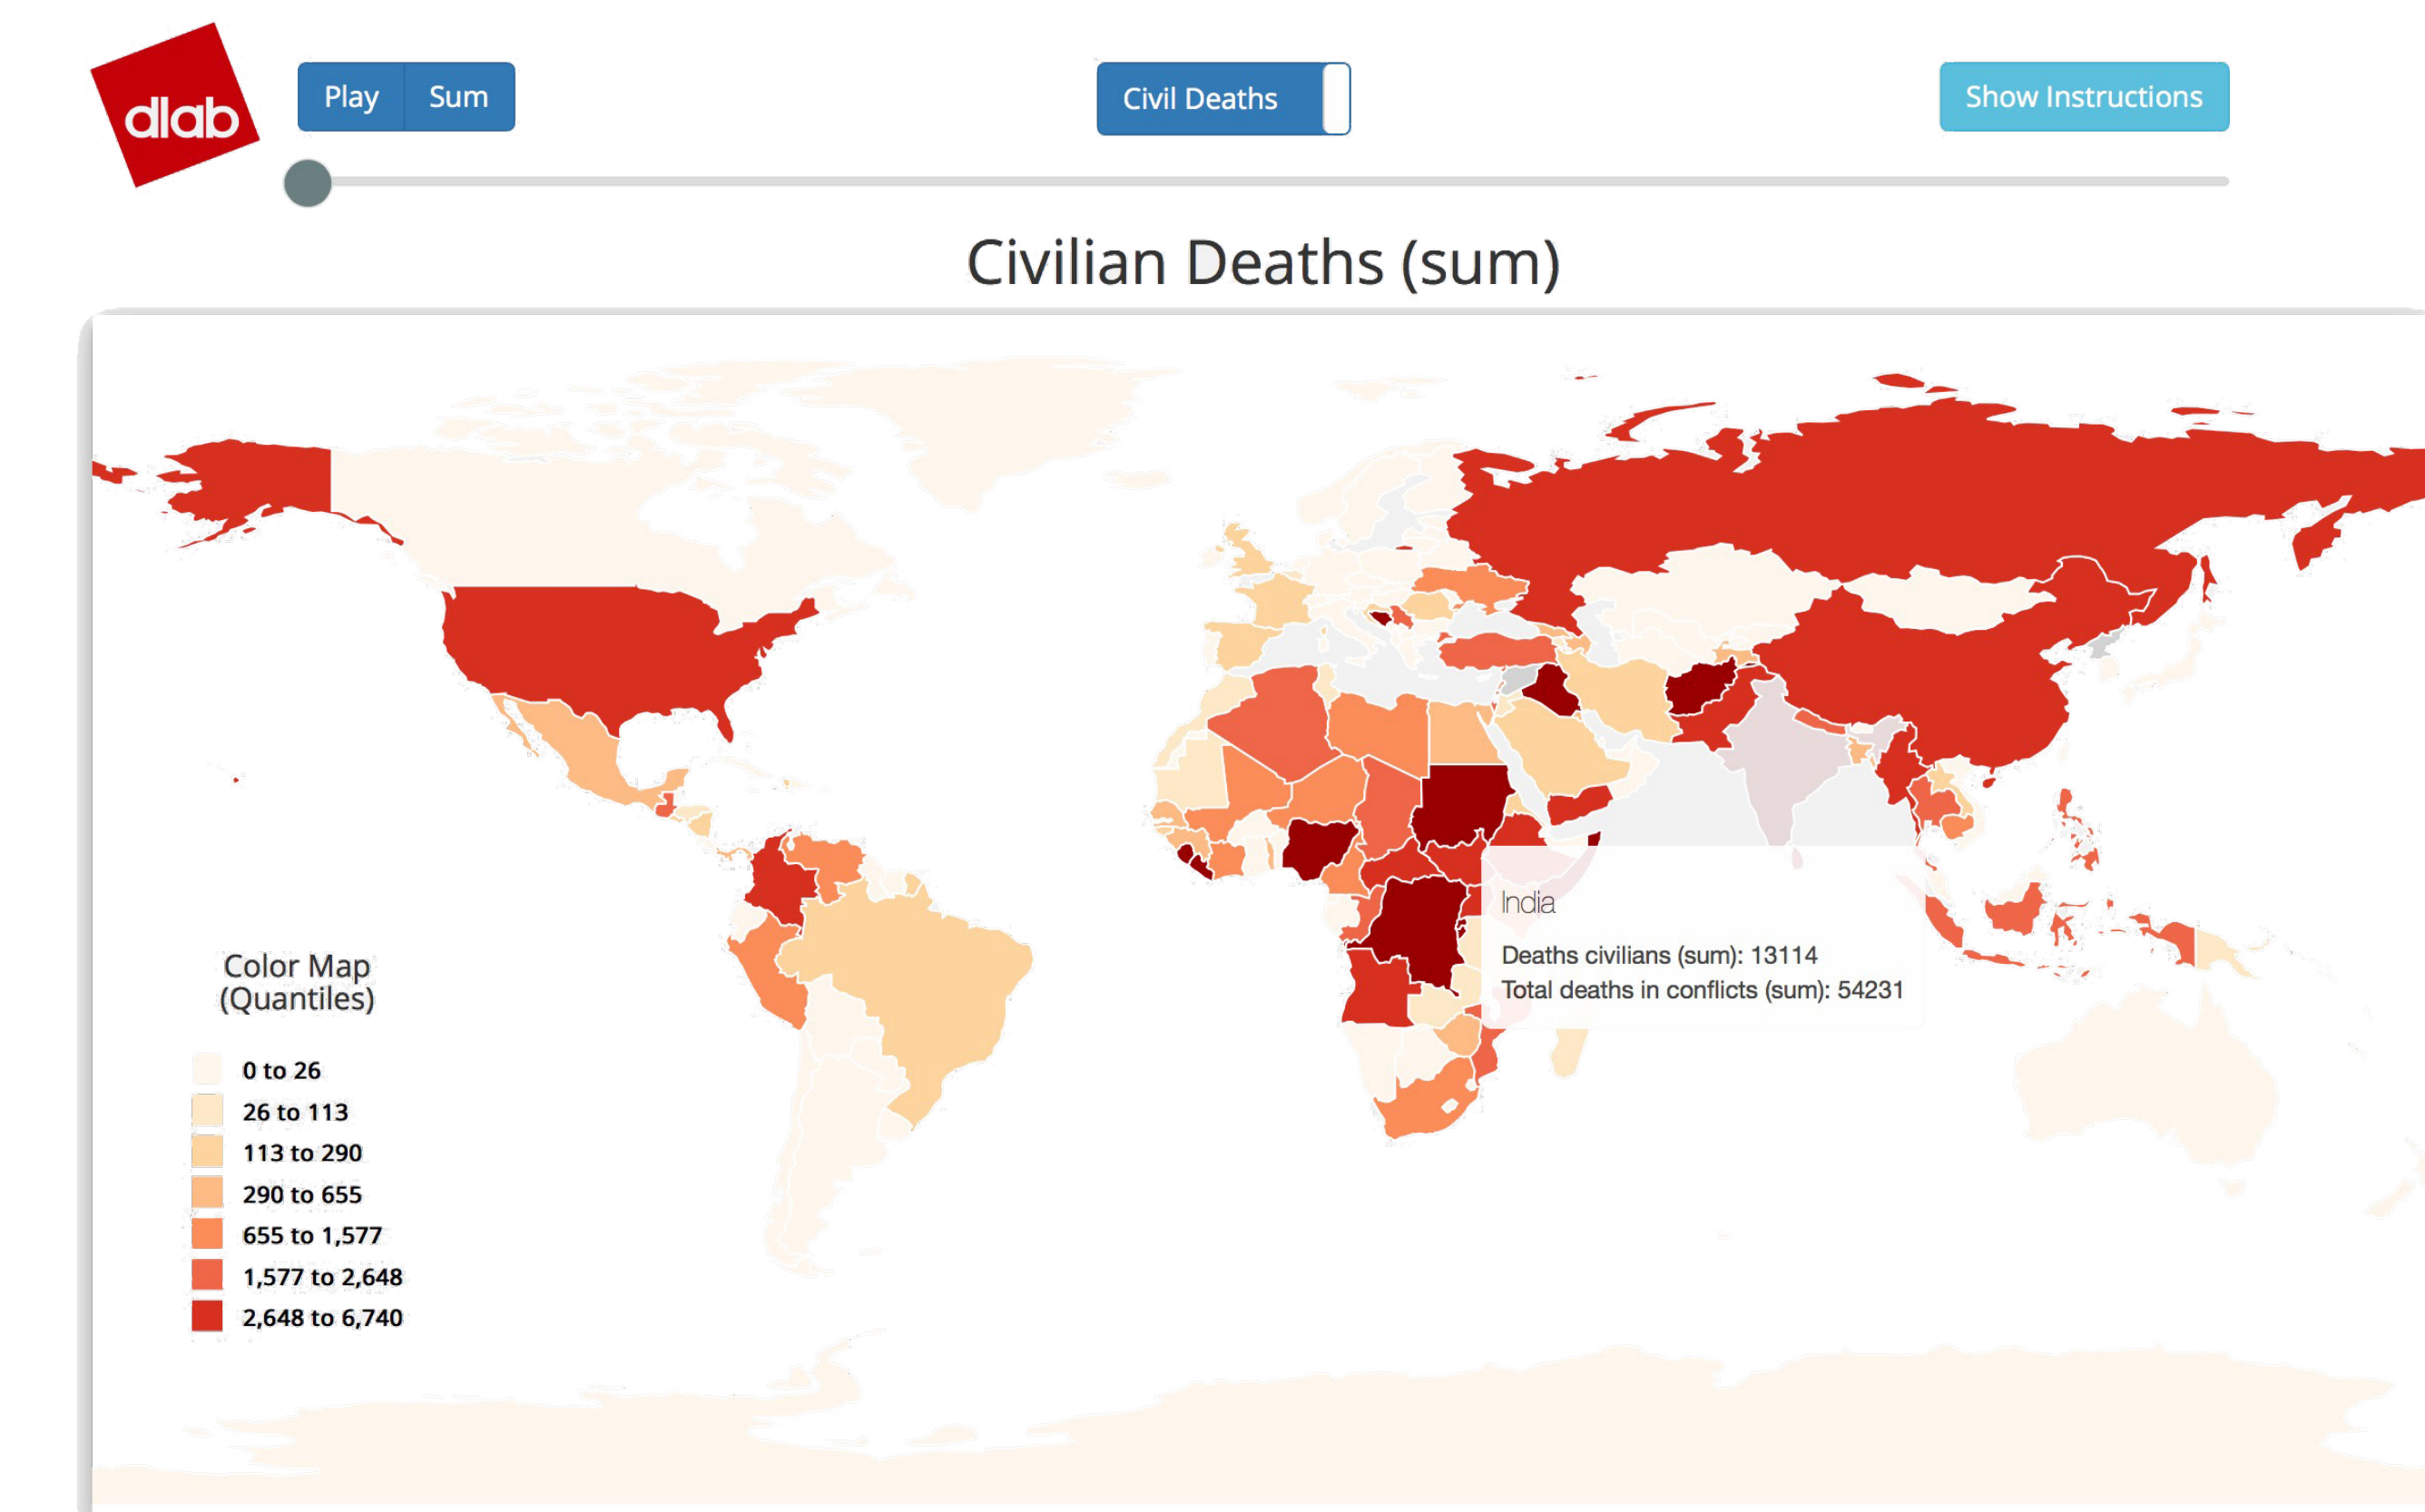 dlab
Play Sum
Civil Deaths
Show Instructions
Civilian Deaths (sum)
India
Deaths civilians (sum): 13114
Total deaths in conflicts (sum): 54231
Color Map
(Quantiles)
0 to 26
26 to 113
113 to 290
290 to 655
655 to 1,577
1,577 to 2,648
2,648 to 6,740